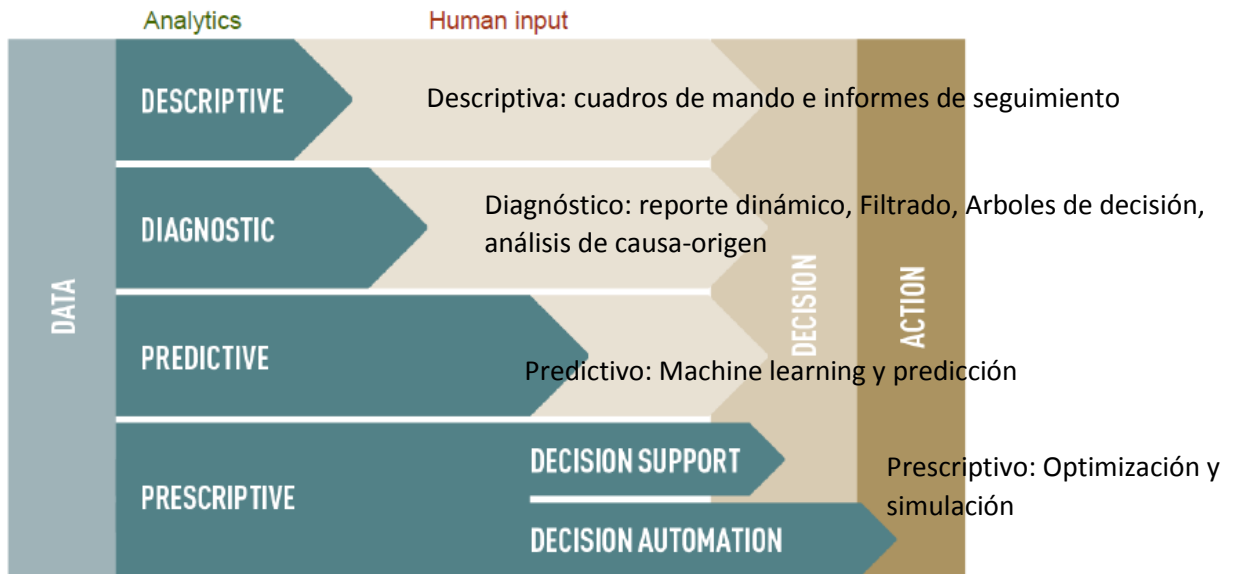 Analytics
Human input
DESCRIPTIVE
Descriptiva: cuadros de mando e informes de seguimiento
DIAGNOSTIC
Diagnóstico: reporte dinámico, Filtrado, Arboles de decisión,
análisis de causa-origen
DATA
DECISION
ACTION
PREDICTIVE
Predictivo: Machine learning y predicción
PRESCRIPTIVE
DECISION SUPPORT
Prescriptivo: Optimización y
simulación
DECISION AUTOMATION